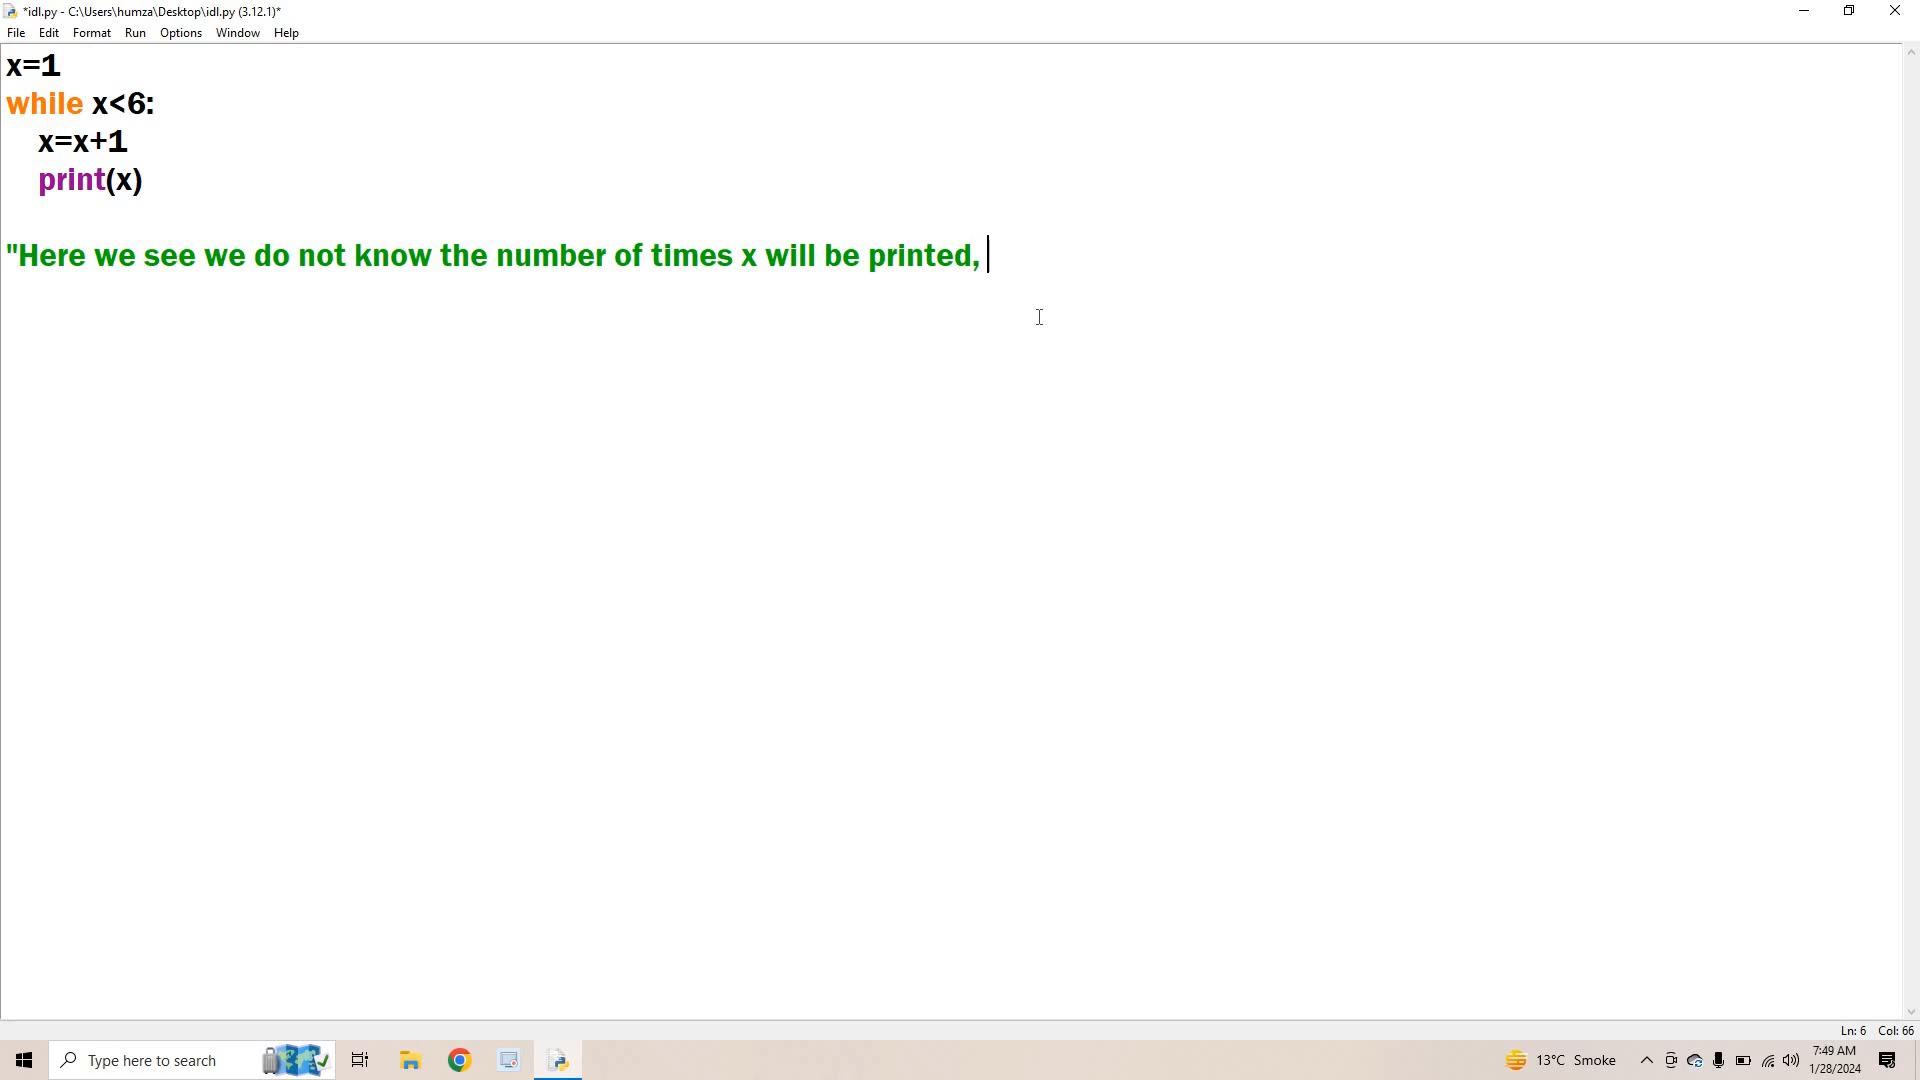 *idl.py - C:\Users\humza\Desktop\idl.py (3.12.1)*
File Edit Format Run Options Window Help
x=1
while x<6:
    x=x+1
    print(x)
"Here we see we do not know the number of times x will be printed,
Ln: 6 Col: 66
Type here to search
13°C Smoke
7:49 AM
1/28/2024